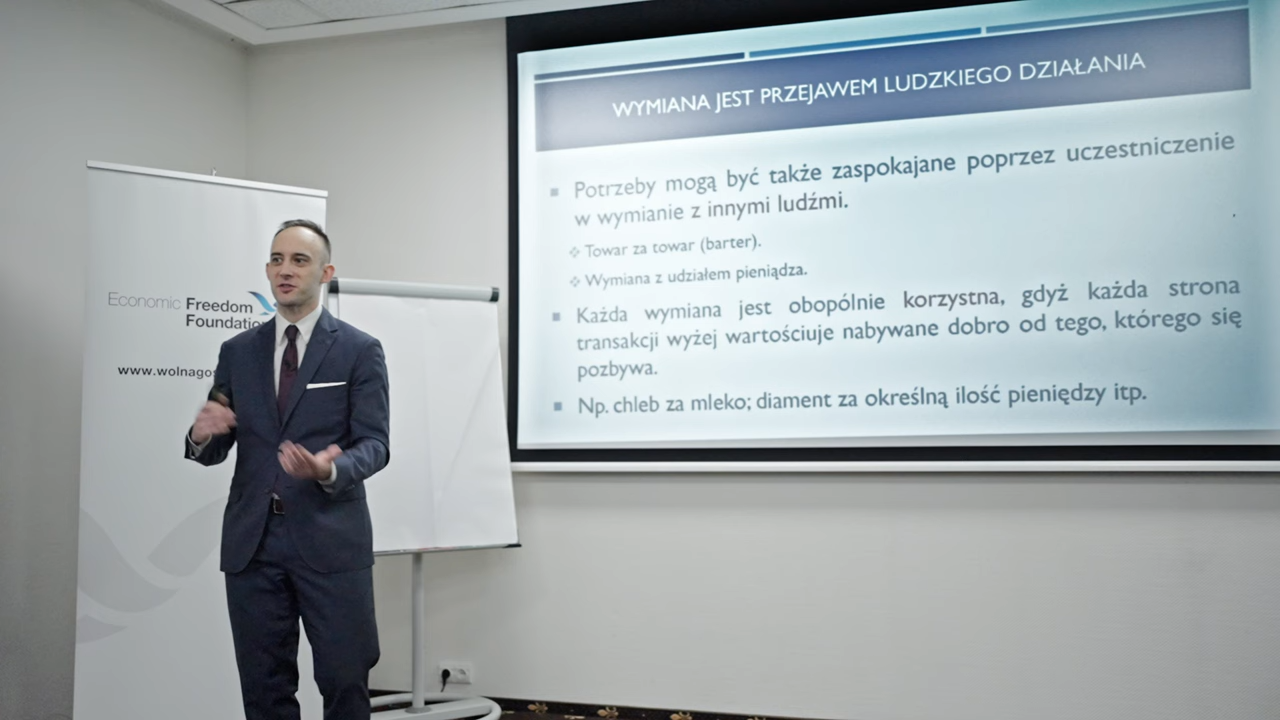 Economic Freedom
Foundation
www.wolnagos
WYMIANA JEST PRZEJAWEM LUDZKIEGO DZIAŁANIA
Potrzeby mogą być także zaspokajane poprzez uczestniczenie
w wymianie z innymi ludźmi.
Towar za towar (barter).
Wymiana z udziałem pieniądza.
Każda wymiana jest obopólnie korzystna, gdyż każda strona
transakcji wyżej wartościuje nabywane dobro od tego, którego się
pozbywa.
Np. chleb za mleko; diament za określną ilość pieniędzy itp.